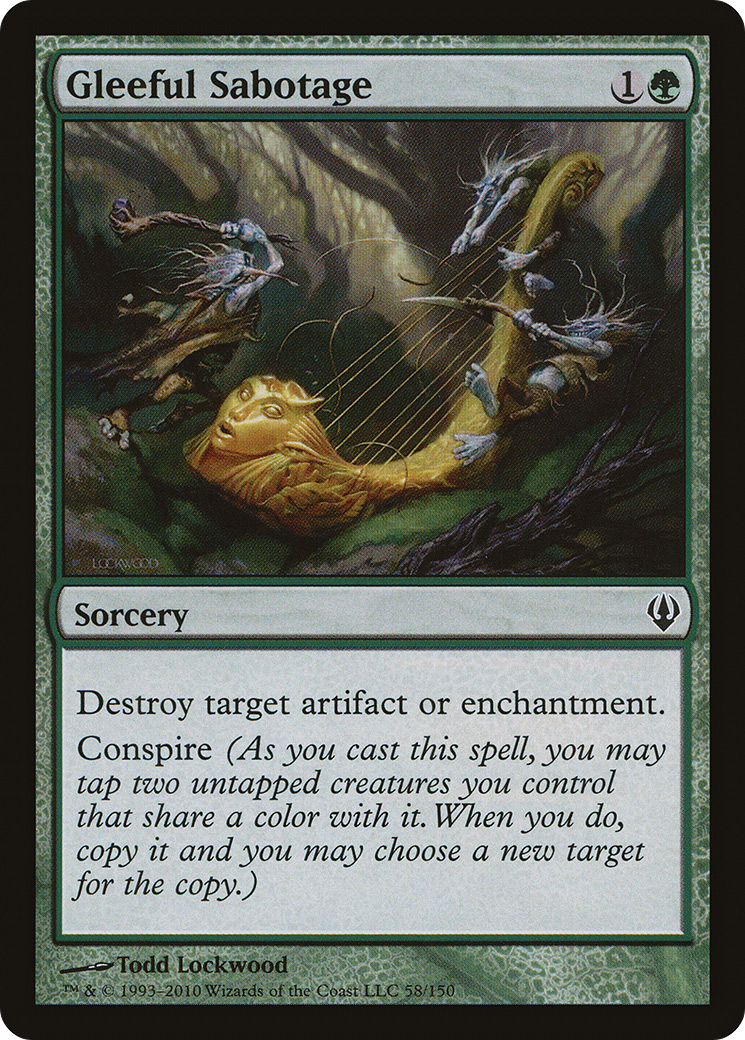 Gleeful Sabotage 1
LOCKWOOD
Sorcery
Destroy target artifact or enchantment.
Conspire (As you cast this spell, you may
tap two untapped creatures you control
that share a color with it. When you do,
copy it and you may choose a new target
for the copy.)
Todd Lockwood
™ & © 1993–2010 Wizards of the Coast LLC 58/150